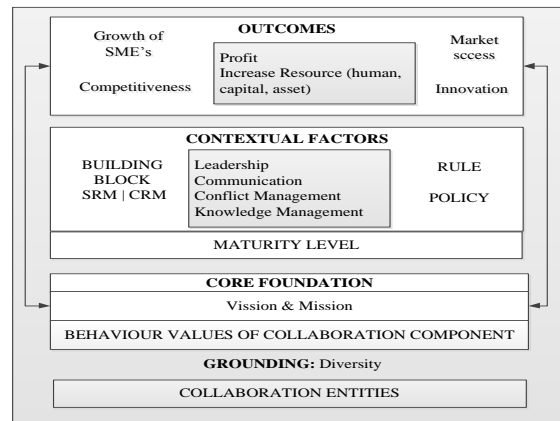 OUTCOMES
Growth of
SME's
Competitiveness
Profit
Increase Resource (human,
capital, asset)
Market
sccess
Innovation
CONTEXTUAL FACTORS
BUILDING
BLOCK
SRM | CRM
Leadership
Communication
Conflict Management
Knowledge Management
RULE
POLICY
MATURITY LEVEL
CORE FOUNDATION
Vission & Mission
BEHAVIOUR VALUES OF COLLABORATION COMPONENT
GROUNDING: Diversity
COLLABORATION ENTITIES